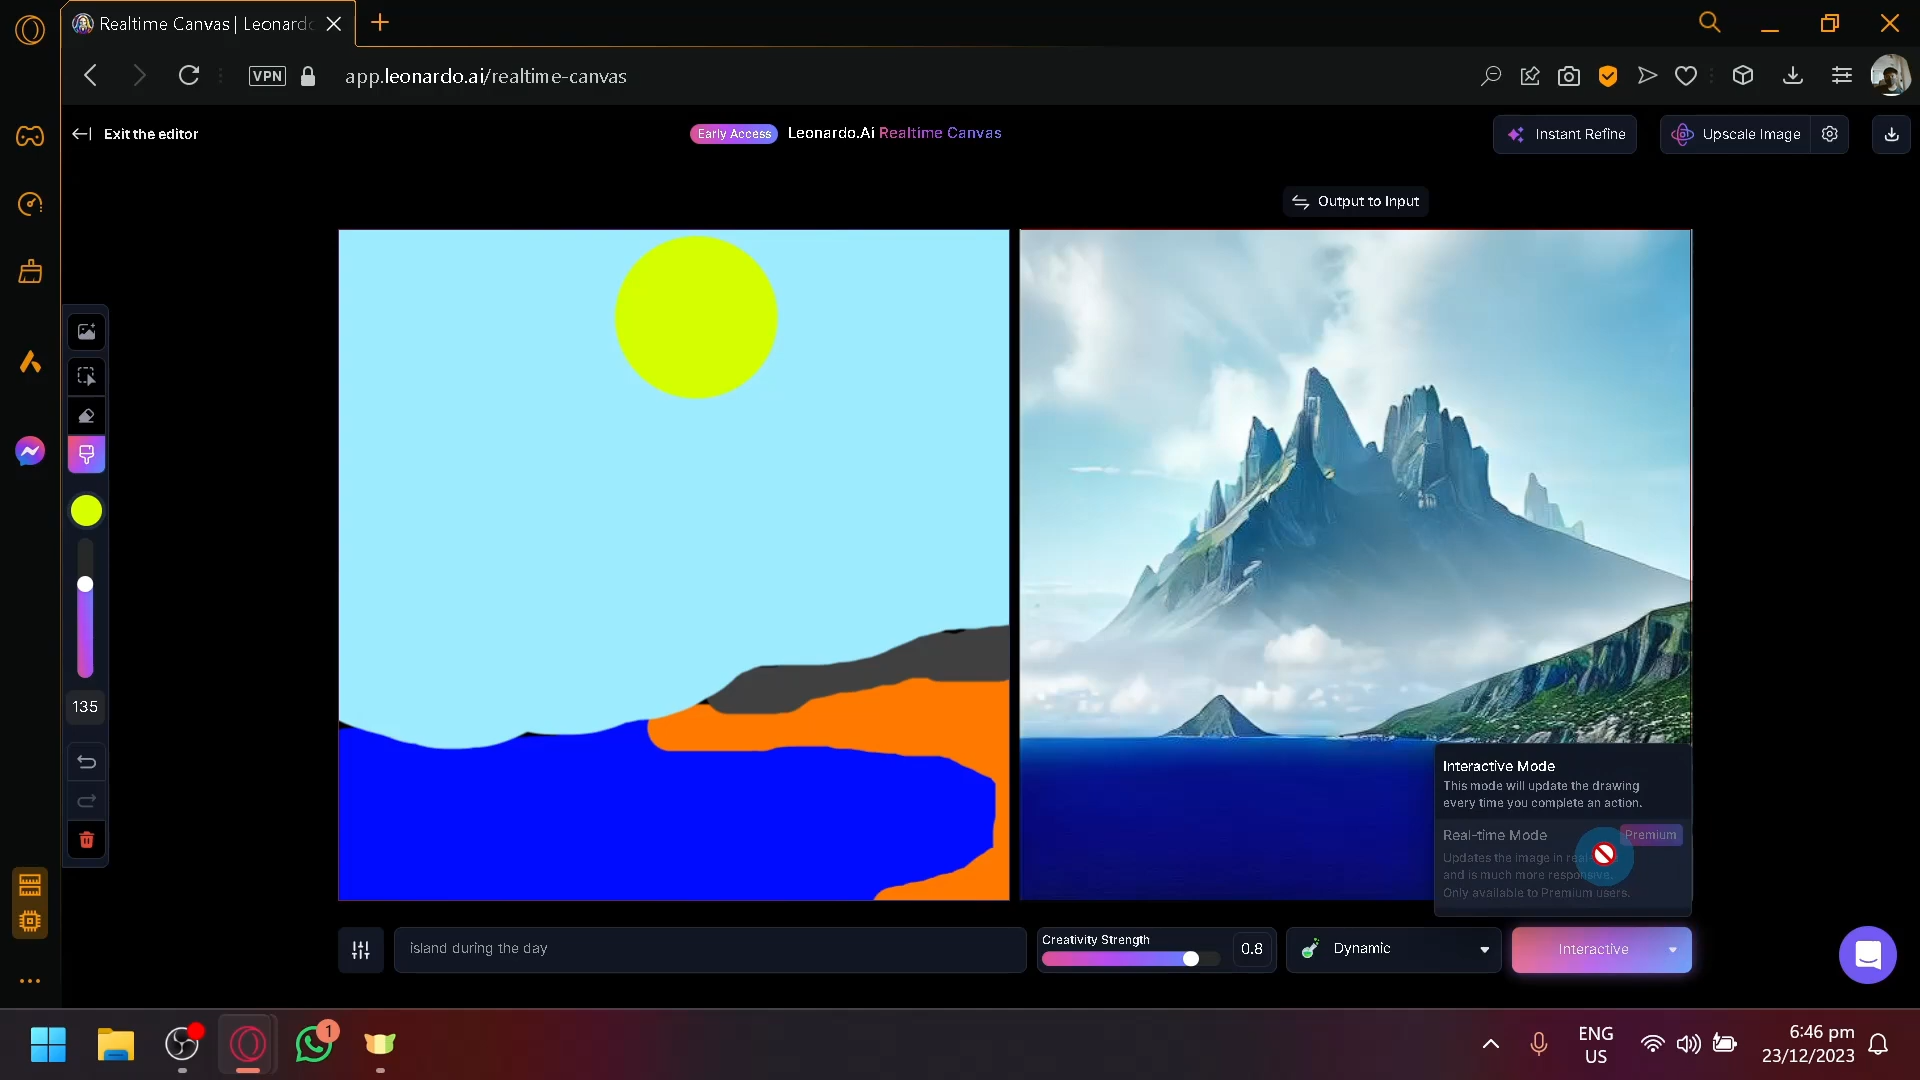 Realtime Canvas | Leonardo
VPN
app.leonardo.ai/realtime-canvas
Exit the editor
Early Access
Leonardo.Ai Realtime Canvas
Instant Refine
Upscale Image
Output to Input
135
Interactive Mode
This mode will update the drawing
every time you complete an action.
Real-time Mode
Premium
Updates the image in
and is much more responsive.
Only available to Premium users.
island during the day
Creativity Strength
0.8
Dynamic
Interactive
1
ENG
US
6:46 pm
23/12/2023